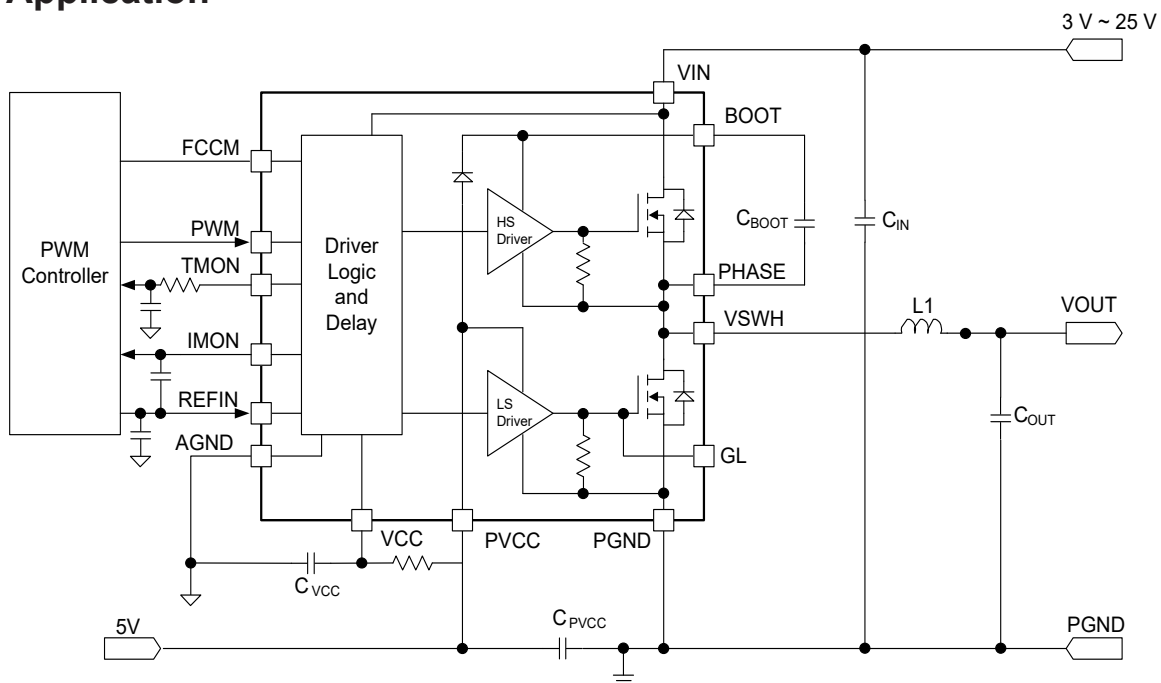 Application
3 V ~ 25 V
VIN
BOOT
FCCM
PWM
TMON
IMON
REFIN
AGND
PWM
Controller
Driver
Logic
and
Delay
HS
Driver
LS
Driver
CBOOT
CIN
PHASE
VSWH
L1
VOUT
COUT
GL
VCC
PVCC
PGND
CVCC
5V
CPVCC
PGND